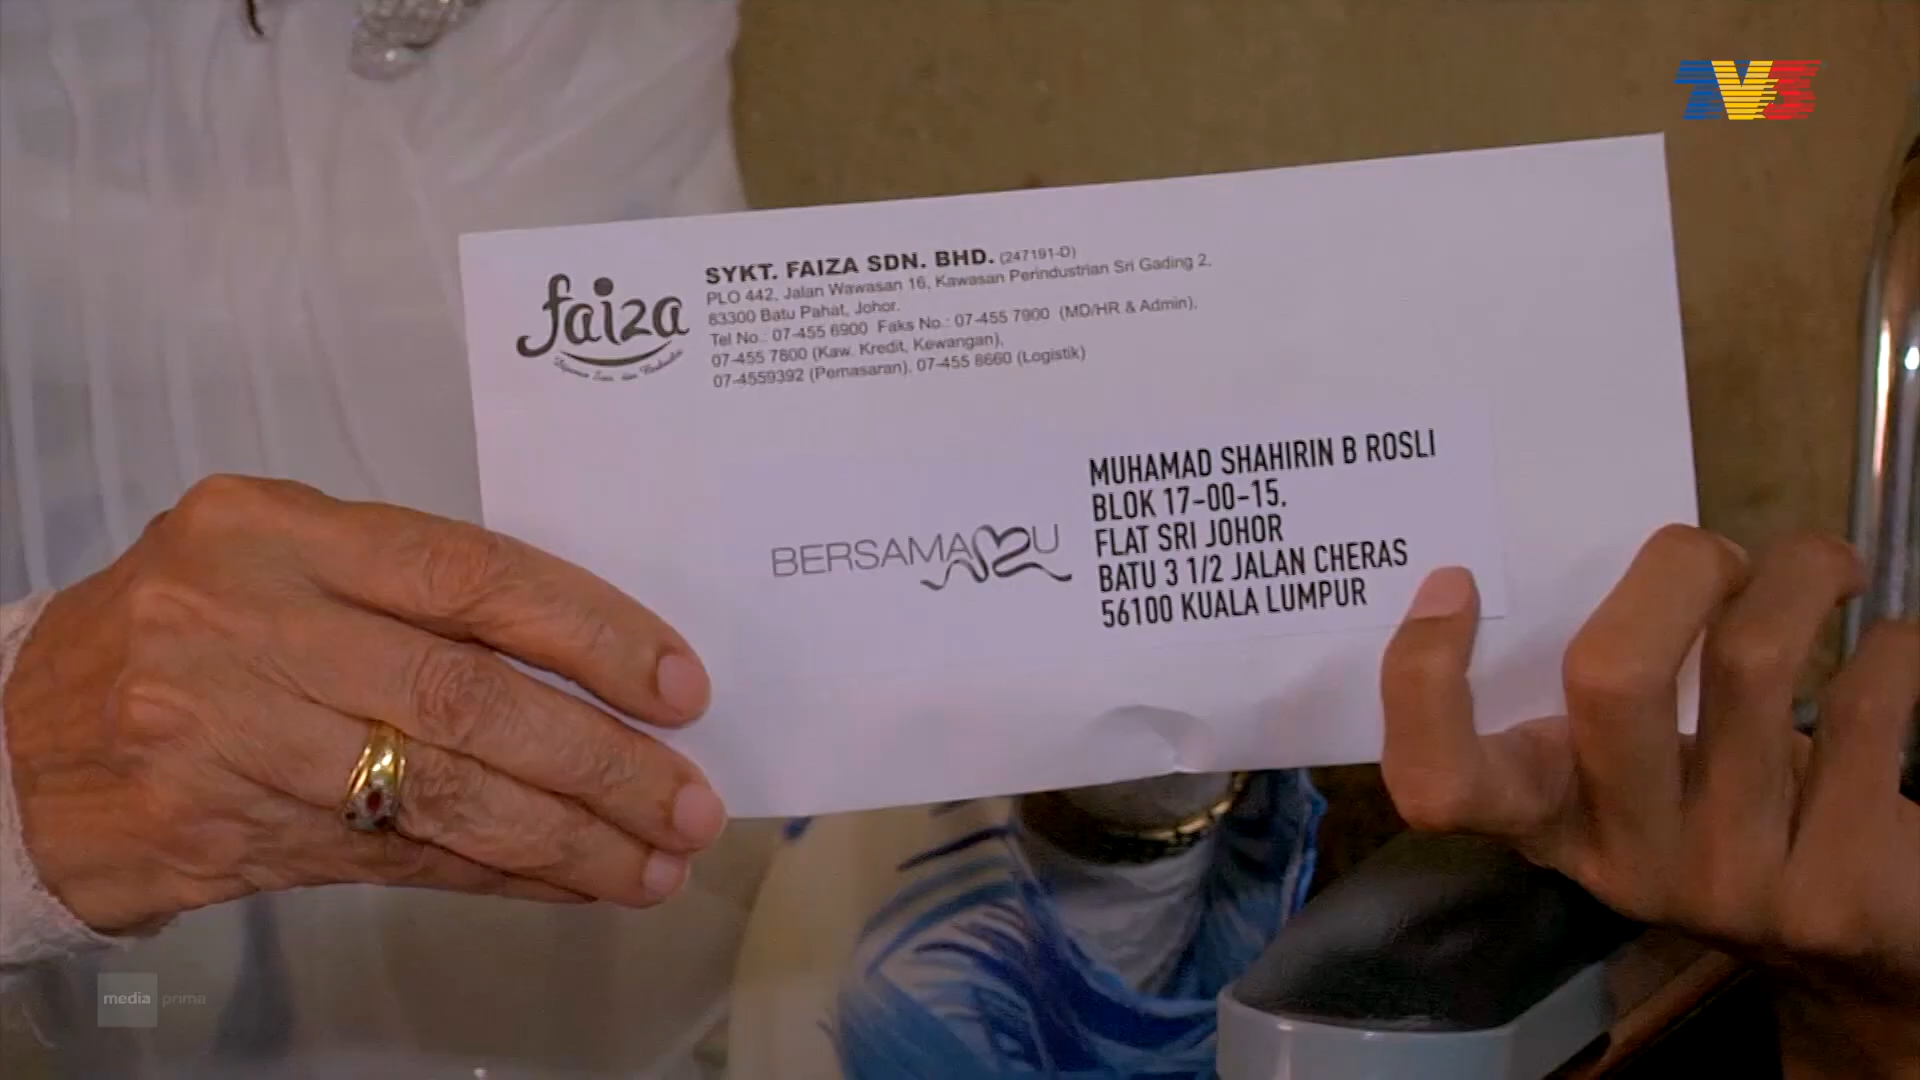 TV3
faiza
SYKT. FAIZA SDN. BHD. (247191-D)
PLO 442, Jalan Wawasan 16, Kawasan Perindustrian Sri Gading 2,
83300 Batu Pahat, Johor.
Tel No.: 07-455 6900 Faks No.: 07-455 7900 (MD/HR & Admin),
07-455 7800 (Kaw. Kredit, Kewangan),
07-4559392 (Pemasaran), 07-455 8660 (Logistik)
BERSAMAMU
MUHAMAD SHAHIRIN B ROSLI
BLOK 17-00-15,
FLAT SRI JOHOR
BATU 3 1/2 JALAN CHERAS
56100 KUALA LUMPUR
media prima